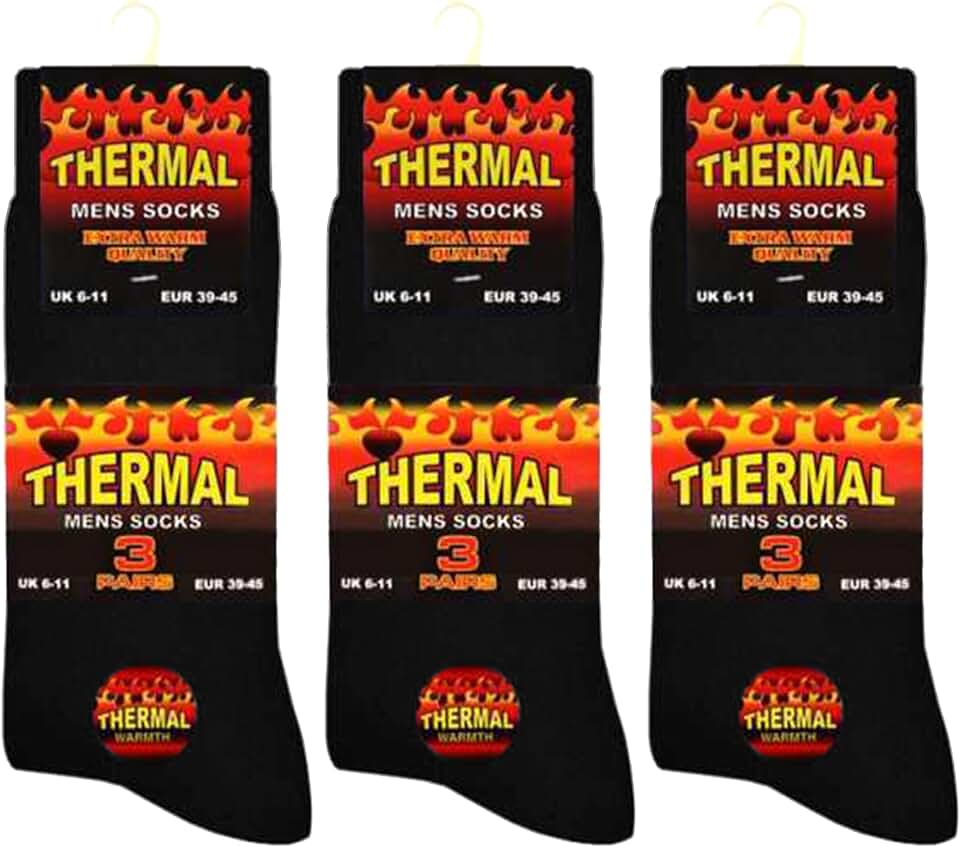 THERMAL
MENS SOCKS
EXTRA WARM
QUALITY
UK 6-11 EUR 39-45
THERMAL
MENS SOCKS
3
PAIRS
UK 6-11 EUR 39-45
THERMAL
WARMTH
THERMAL
MENS SOCKS
EXTRA WARM
QUALITY
UK 6-11 EUR 39-45
THERMAL
MENS SOCKS
3
PAIRS
UK 6-11 EUR 39-45
THERMAL
WARMTH
THERMAL
MENS SOCKS
EXTRA WARM
QUALITY
UK 6-11 EUR 39-45
THERMAL
MENS SOCKS
3
PAIRS
UK 6-11 EUR 39-45
THERMAL
WARMTH